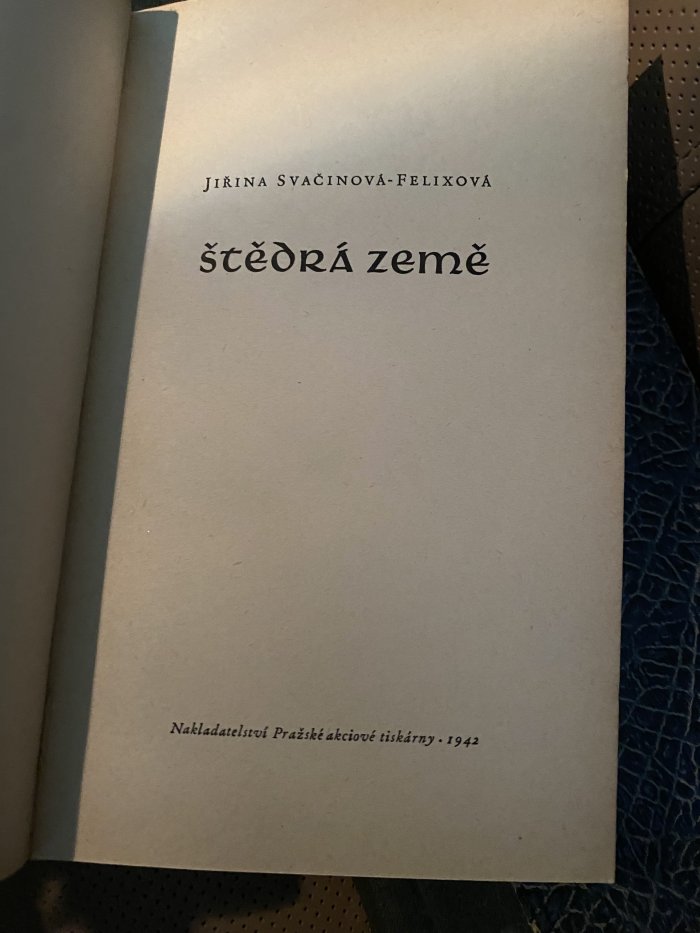 Jiřina Svačinová-Felixová
štědrá země
Nakladatelství Pražské akciové tiskárny · 1942